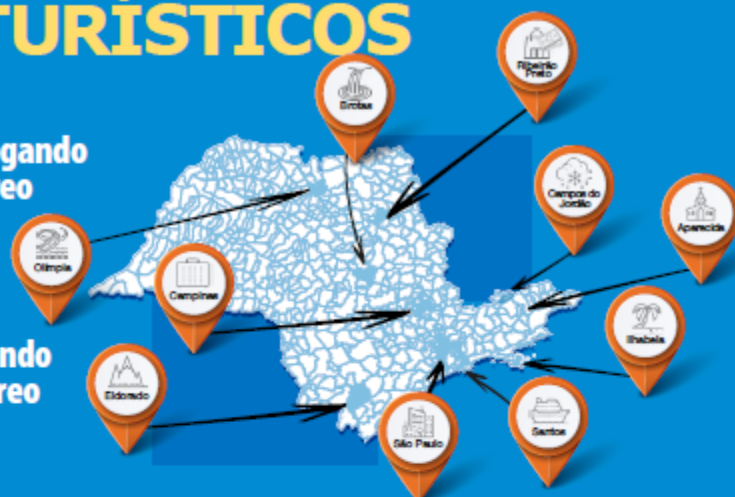 TURÍSTICOS
Ribeirão
Preto
Brotas
gando
eo
Campos do
Jordão
Aparecida
Olímpia
Campinas
Ilhabela
ndo
reo
Eldorado
Santos
São Paulo